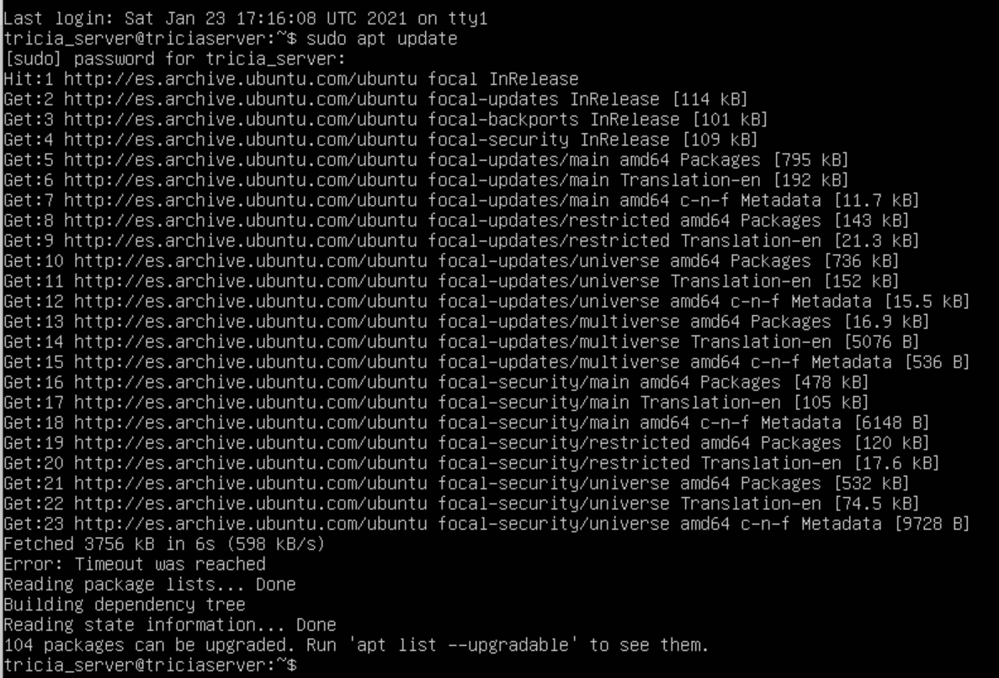 Last login: Sat Jan 23 17:16:08 UTC 2021 on tty1
tricia_server@triciaserver:~$ sudo apt update
[sudo] password for tricia_server:
Hit:1 http://es.archive.ubuntu.com/ubuntu focal InRelease
Get:2 http://es.archive.ubuntu.com/ubuntu focal-updates InRelease [114 kB]
Get:3 http://es.archive.ubuntu.com/ubuntu focal-backports InRelease [101 kB]
Get:4 http://es.archive.ubuntu.com/ubuntu focal-security InRelease [109 kB]
Get:5 http://es.archive.ubuntu.com/ubuntu focal-updates/main amd64 Packages [795 kB]
Get:6 http://es.archive.ubuntu.com/ubuntu focal-updates/main Translation-en [192 kB]
Get:7 http://es.archive.ubuntu.com/ubuntu focal-updates/main amd64 c-n-f Metadata [11.7 kB]
Get:8 http://es.archive.ubuntu.com/ubuntu focal-updates/restricted amd64 Packages [143 kB]
Get:9 http://es.archive.ubuntu.com/ubuntu focal-updates/restricted Translation-en [21.3 kB]
Get:10 http://es.archive.ubuntu.com/ubuntu focal-updates/universe amd64 Packages [736 kB]
Get:11 http://es.archive.ubuntu.com/ubuntu focal-updates/universe Translation-en [152 kB]
Get:12 http://es.archive.ubuntu.com/ubuntu focal-updates/universe amd64 c-n-f Metadata [15.5 kB]
Get:13 http://es.archive.ubuntu.com/ubuntu focal-updates/multiverse amd64 Packages [16.9 kB]
Get:14 http://es.archive.ubuntu.com/ubuntu focal-updates/multiverse Translation-en [5076 B]
Get:15 http://es.archive.ubuntu.com/ubuntu focal-updates/multiverse amd64 c-n-f Metadata [536 B]
Get:16 http://es.archive.ubuntu.com/ubuntu focal-security/main amd64 Packages [478 kB]
Get:17 http://es.archive.ubuntu.com/ubuntu focal-security/main Translation-en [105 kB]
Get:18 http://es.archive.ubuntu.com/ubuntu focal-security/main amd64 c-n-f Metadata [6148 B]
Get:19 http://es.archive.ubuntu.com/ubuntu focal-security/restricted amd64 Packages [120 kB]
Get:20 http://es.archive.ubuntu.com/ubuntu focal-security/restricted Translation-en [17.6 kB]
Get:21 http://es.archive.ubuntu.com/ubuntu focal-security/universe amd64 Packages [532 kB]
Get:22 http://es.archive.ubuntu.com/ubuntu focal-security/universe Translation-en [74.5 kB]
Get:23 http://es.archive.ubuntu.com/ubuntu focal-security/universe amd64 c-n-f Metadata [9728 B]
Fetched 3756 kB in 6s (598 kB/s)
Error: Timeout was reached
Reading package lists... Done
Building dependency tree
Reading state information... Done
104 packages can be upgraded. Run 'apt list --upgradable' to see them.
tricia_server@triciaserver:~$